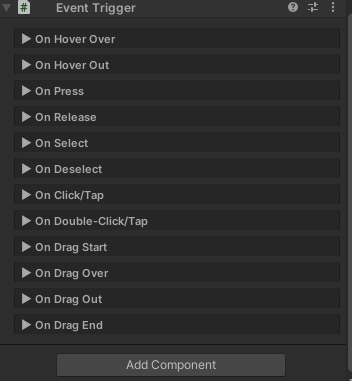 Event Trigger
On Hover Over
On Hover Out
On Press
On Release
On Select
On Deselect
On Click/Tap
On Double-Click/Tap
On Drag Start
On Drag Over
On Drag Out
On Drag End
Add Component